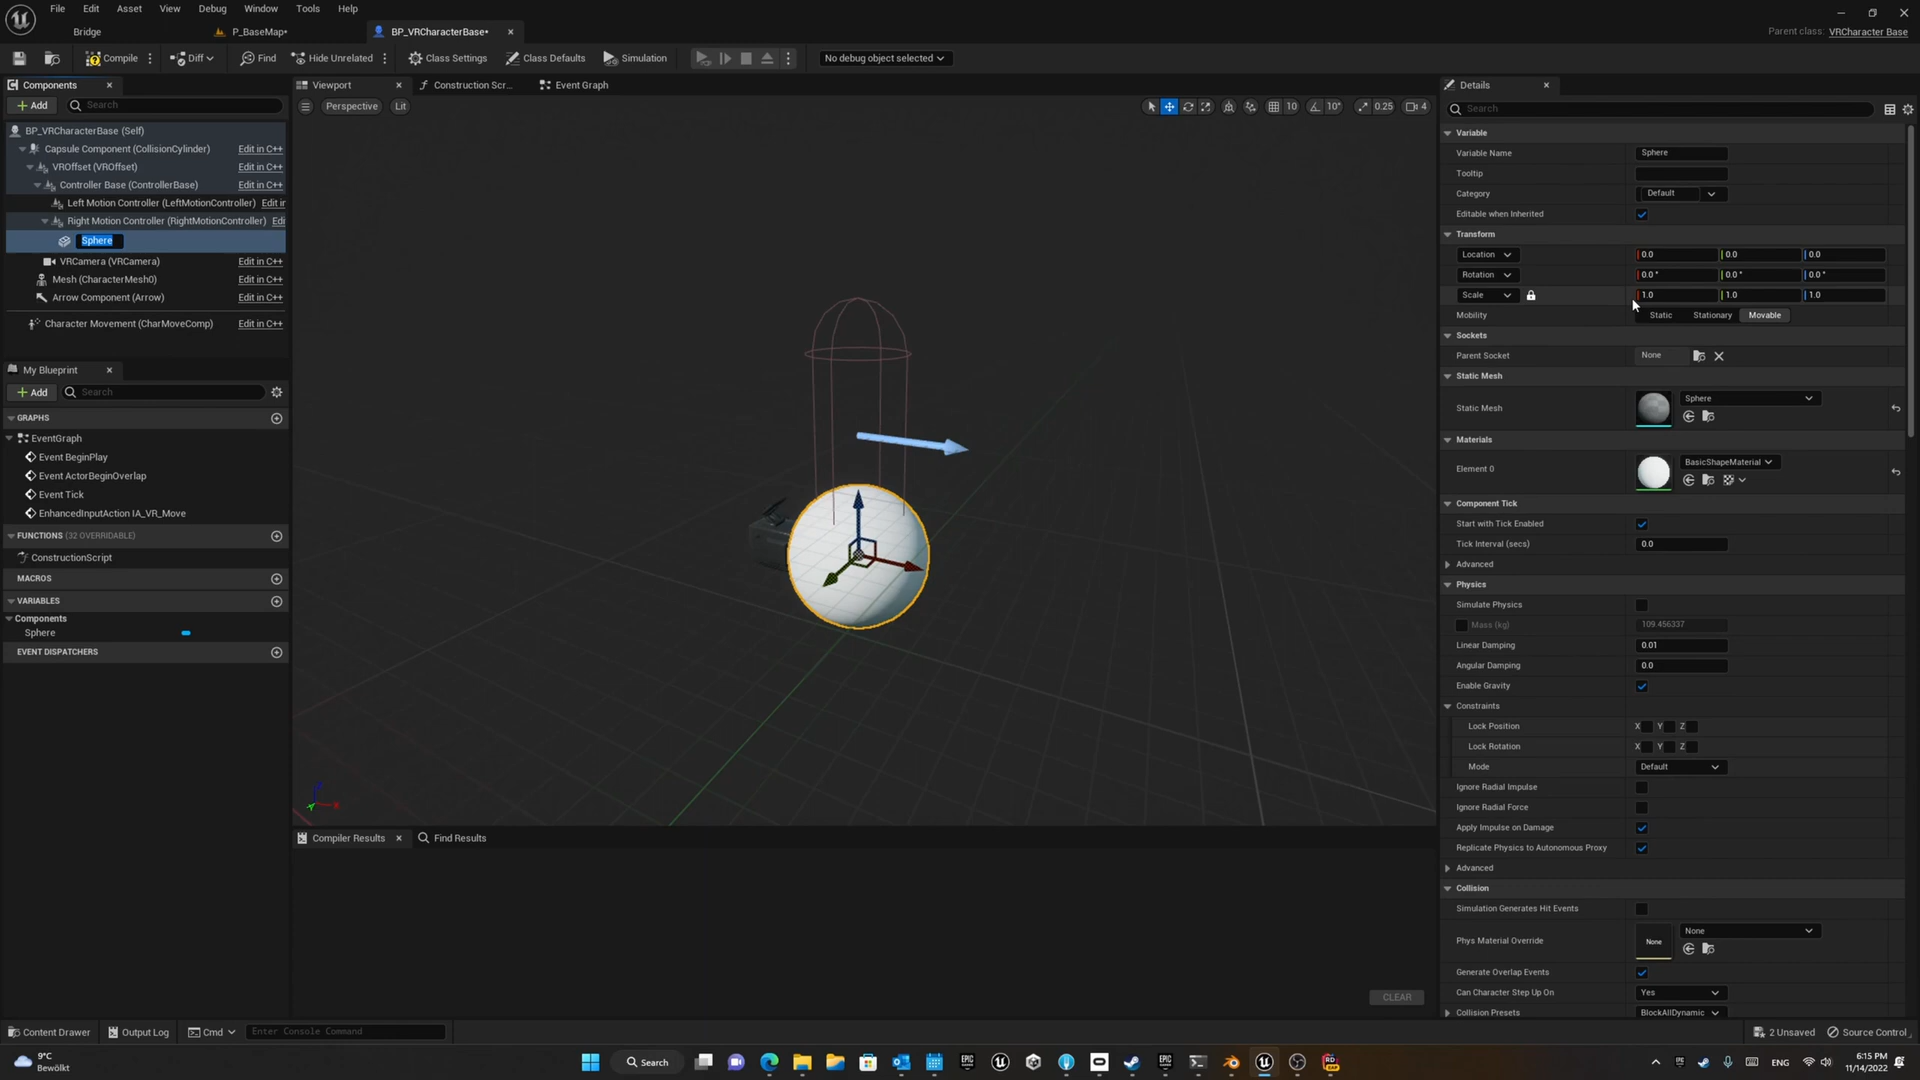 File Edit Asset View Window Debug Tools Help
Bridge
P_BaseMap*
BP_VRCharacterBase*
Parent class: VRCharacter Base
Compile
Diff
Find
Hide Unrelated
Class Settings
Class Defaults
Simulation
No debug object selected
Components
Add
Search
BP_VRCharacterBase (Self)
Capsule Component (CollisionCylinder) Edit in C++
VROffset (VROffset) Edit in C++
Controller Base (ControllerBase) Edit in C++
Left Motion Controller (LeftMotionController) Edit in
Right Motion Controller (RightMotionController) Edi
Sphere
VRCamera (VRCamera) Edit in C++
Mesh (CharacterMesh0) Edit in C++
Arrow Component (Arrow) Edit in C++
Character Movement (CharMoveComp) Edit in C++
My Blueprint
Add
Search
GRAPHS
EventGraph
Event BeginPlay
Event ActorBeginOverlap
Event Tick
EnhancedInputAction IA_VR_Move
FUNCTIONS (32 OVERRIDABLE)
ConstructionScript
MACROS
VARIABLES
Components
Sphere
EVENT DISPATCHERS
Viewport
Construction Scr...
Event Graph
Perspective
Lit
10
10°
0.25
4
Compiler Results
Find Results
CLEAR
Details
Search
Variable
Variable Name Sphere
Tooltip
Category Default
Editable when Inherited
Transform
Location 0.0 0.0 0.0
Rotation 0.0° 0.0° 0.0°
Scale 1.0 1.0 1.0
Mobility Static Stationary Movable
Sockets
Parent Socket None
Static Mesh
Static Mesh Sphere
Materials
Element 0 BasicShapeMaterial
Component Tick
Start with Tick Enabled
Tick Interval (secs) 0.0
Advanced
Physics
Simulate Physics
Mass (kg) 109.456337
Linear Damping 0.01
Angular Damping 0.0
Enable Gravity
Constraints
Lock Position X Y Z
Lock Rotation X Y Z
Mode Default
Ignore Radial Impulse
Ignore Radial Force
Apply Impulse on Damage
Replicate Physics to Autonomous Proxy
Advanced
Collision
Simulation Generates Hit Events
Phys Material Override None None
Generate Overlap Events
Can Character Step Up On Yes
Collision Presets BlockAllDynamic
Content Drawer
Output Log
Cmd
Enter Console Command
2 Unsaved
Source Control
9°C
Bewölkt
Search
ENG
6:15 PM
11/14/2022